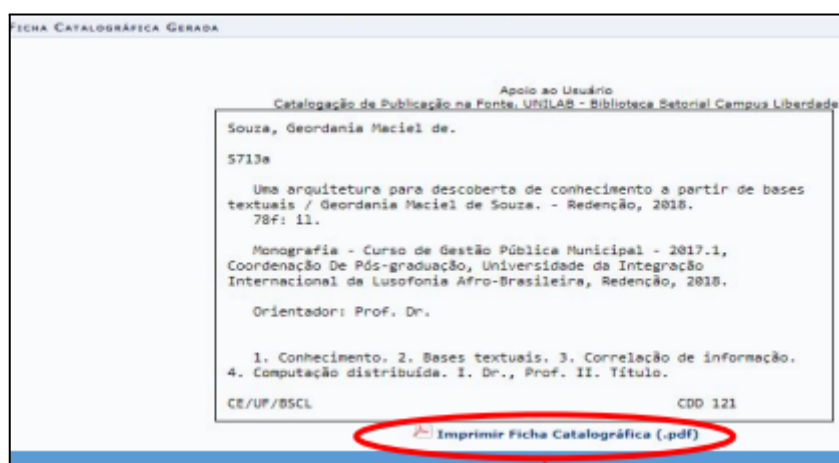 FICHA CATALOGRÁFICA GERADA
Apoio ao Usuário
Catalogação de Publicação na Fonte. UNILAB - Biblioteca Setorial Campus Liberdade
Souza, Geordania Maciel de.
S713a
Uma arquitetura para descoberta de conhecimento a partir de bases
textuais / Geordania Maciel de Souza. - Redenção, 2018.
78f: il.
Monografia - Curso de Gestão Pública Municipal - 2017.1,
Coordenação De Pós-graduação, Universidade da Integração
Internacional da Lusofonia Afro-Brasileira, Redenção, 2018.
Orientador: Prof. Dr.
1. Conhecimento. 2. Bases textuais. 3. Correlação de informação.
4. Computação distribuída. I. Dr., Prof. II. Título.
CE/UF/BSCL CDD 121
Imprimir Ficha Catalográfica (.pdf)